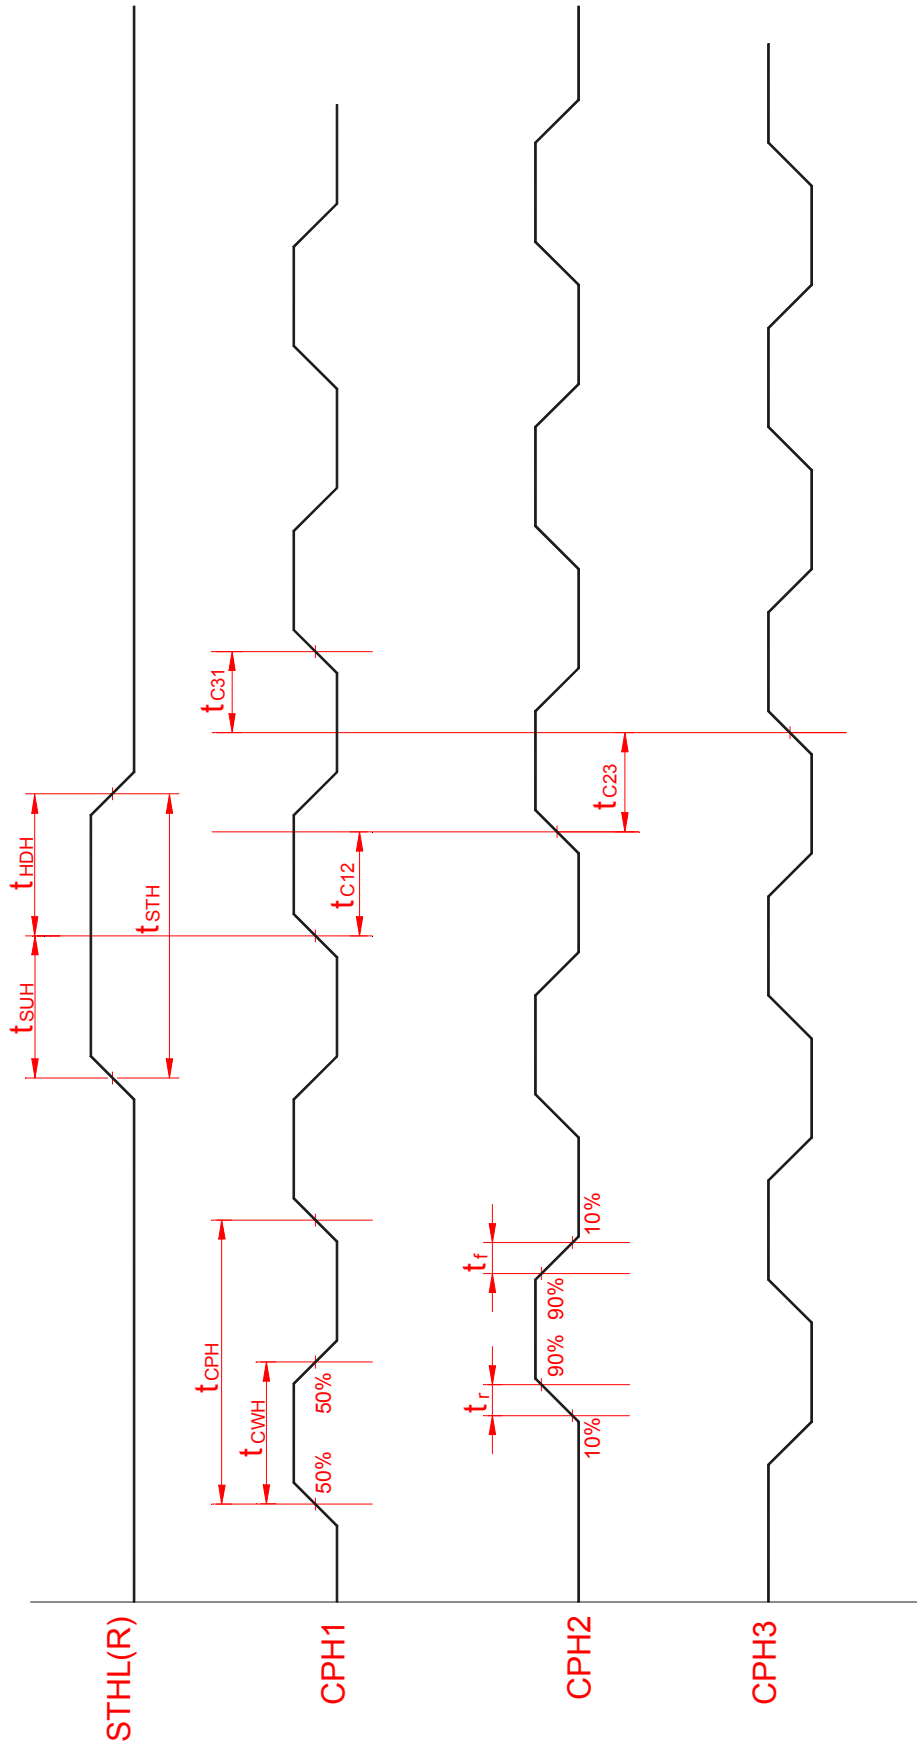 STHL(R)
tSUH
tHDH
tSTH
CPH1
tCPH
tCWH
50%
50%
tC12
tC31
CPH2
tr
tf
10%
90%
90%
10%
tC23
CPH3